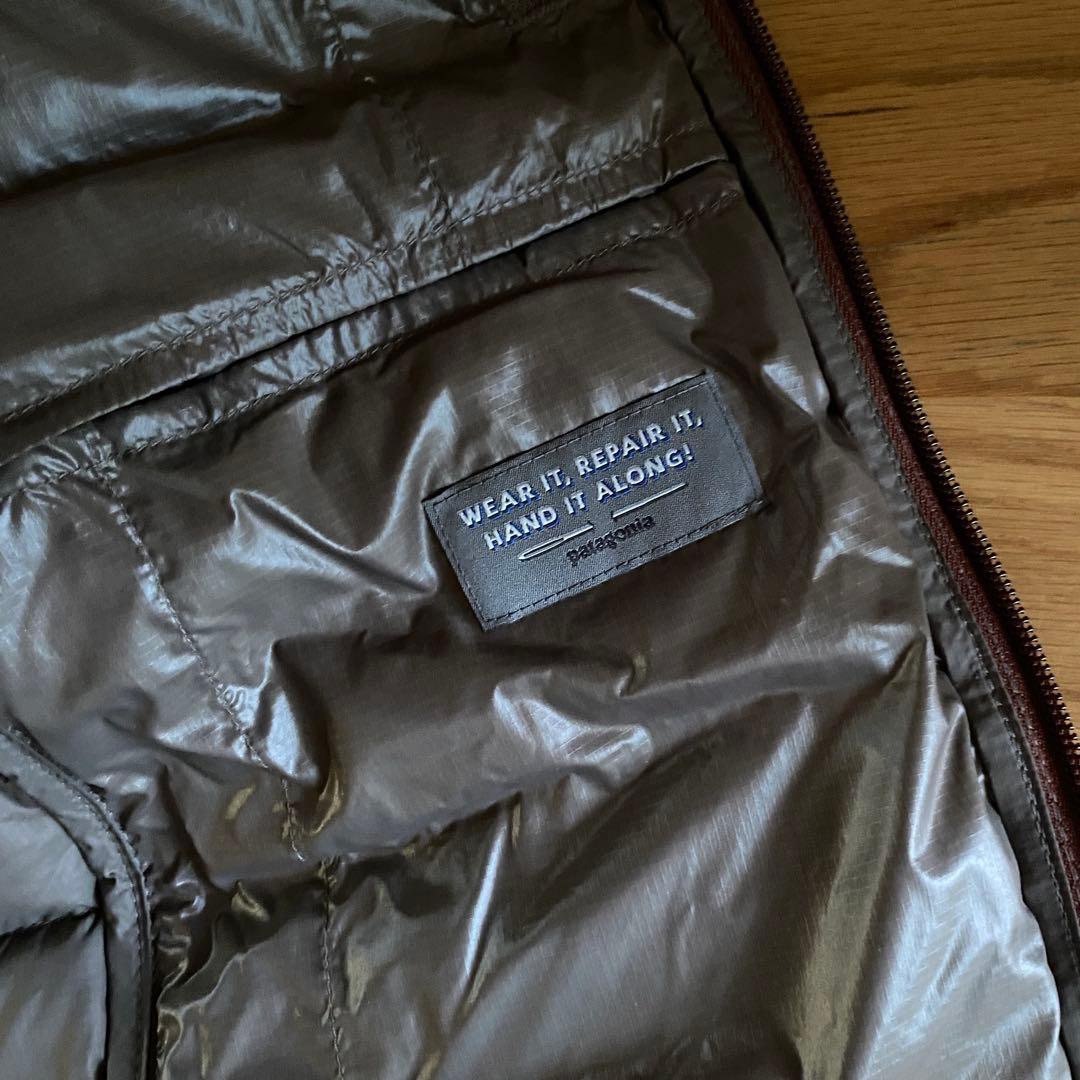 WEAR IT, REPAIR IT,
HAND IT ALONG!
patagonia